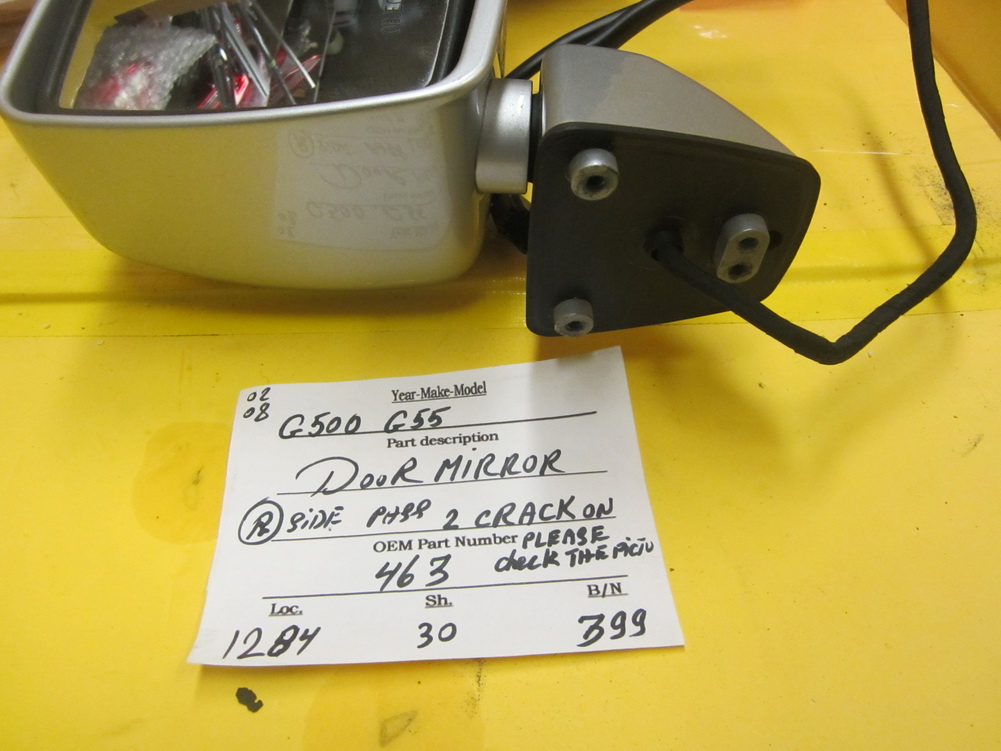 02
08
Year-Make-Model
G500 G55
Part description
DOOR MIRROR
R SIDE PASS 2 CRACK ON
OEM Part Number PLEASE
463 check THE PICTU
Loc. Sh. B/N
1284 30 399